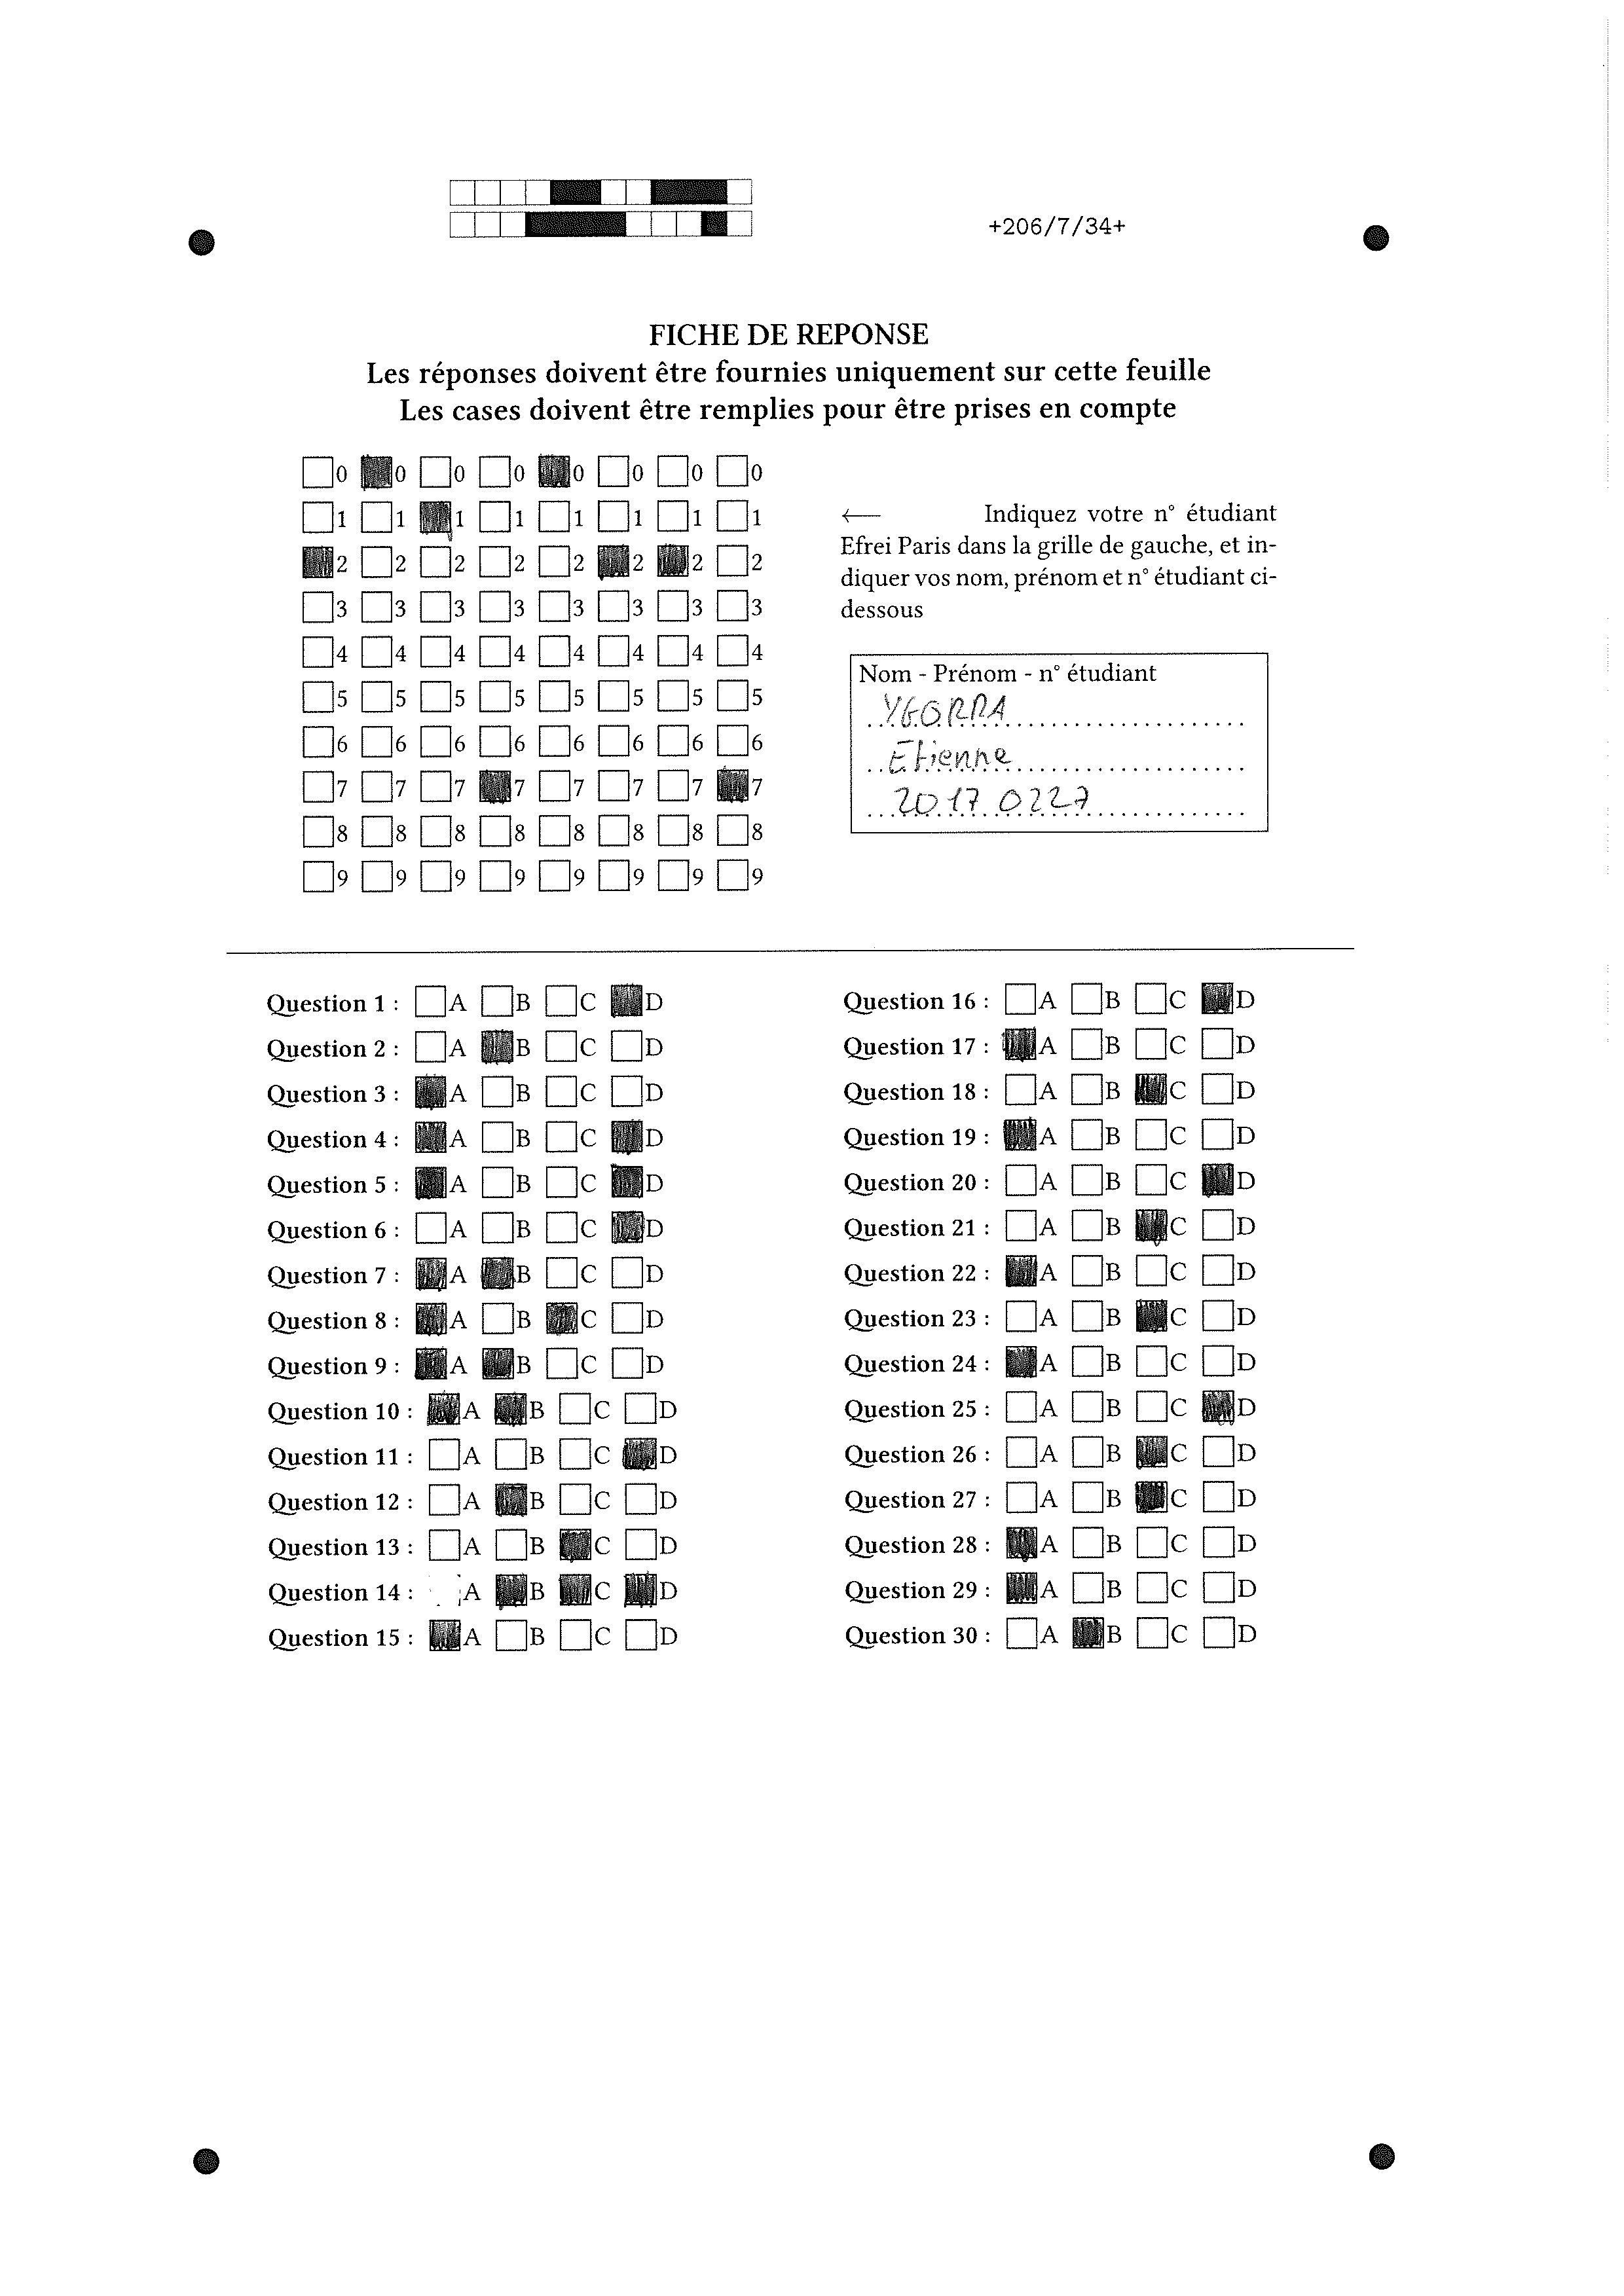 +206/7/34+
FICHE DE REPONSE
Les réponses doivent être fournies uniquement sur cette feuille
Les cases doivent être remplies pour être prises en compte
0 0 0 0 0 0 0 0
1 1 1 1 1 1 1 1
2 2 2 2 2 2 2 2
3 3 3 3 3 3 3 3
4 4 4 4 4 4 4 4
5 5 5 5 5 5 5 5
6 6 6 6 6 6 6 6
7 7 7 7 7 7 7 7
8 8 8 8 8 8 8 8
9 9 9 9 9 9 9 9
← Indiquez votre n° étudiant
Efrei Paris dans la grille de gauche, et in-
diquer vos nom, prénom et n° étudiant ci-
dessous
Nom - Prénom - n° étudiant
YGORRA
Etienne
2017 0227
Question 1 : A B C D
Question 2 : A B C D
Question 3 : A B C D
Question 4 : A B C D
Question 5 : A B C D
Question 6 : A B C D
Question 7 : A B C D
Question 8 : A B C D
Question 9 : A B C D
Question 10 : A B C D
Question 11 : A B C D
Question 12 : A B C D
Question 13 : A B C D
Question 14 : A B C D
Question 15 : A B C D
Question 16 : A B C D
Question 17 : A B C D
Question 18 : A B C D
Question 19 : A B C D
Question 20 : A B C D
Question 21 : A B C D
Question 22 : A B C D
Question 23 : A B C D
Question 24 : A B C D
Question 25 : A B C D
Question 26 : A B C D
Question 27 : A B C D
Question 28 : A B C D
Question 29 : A B C D
Question 30 : A B C D